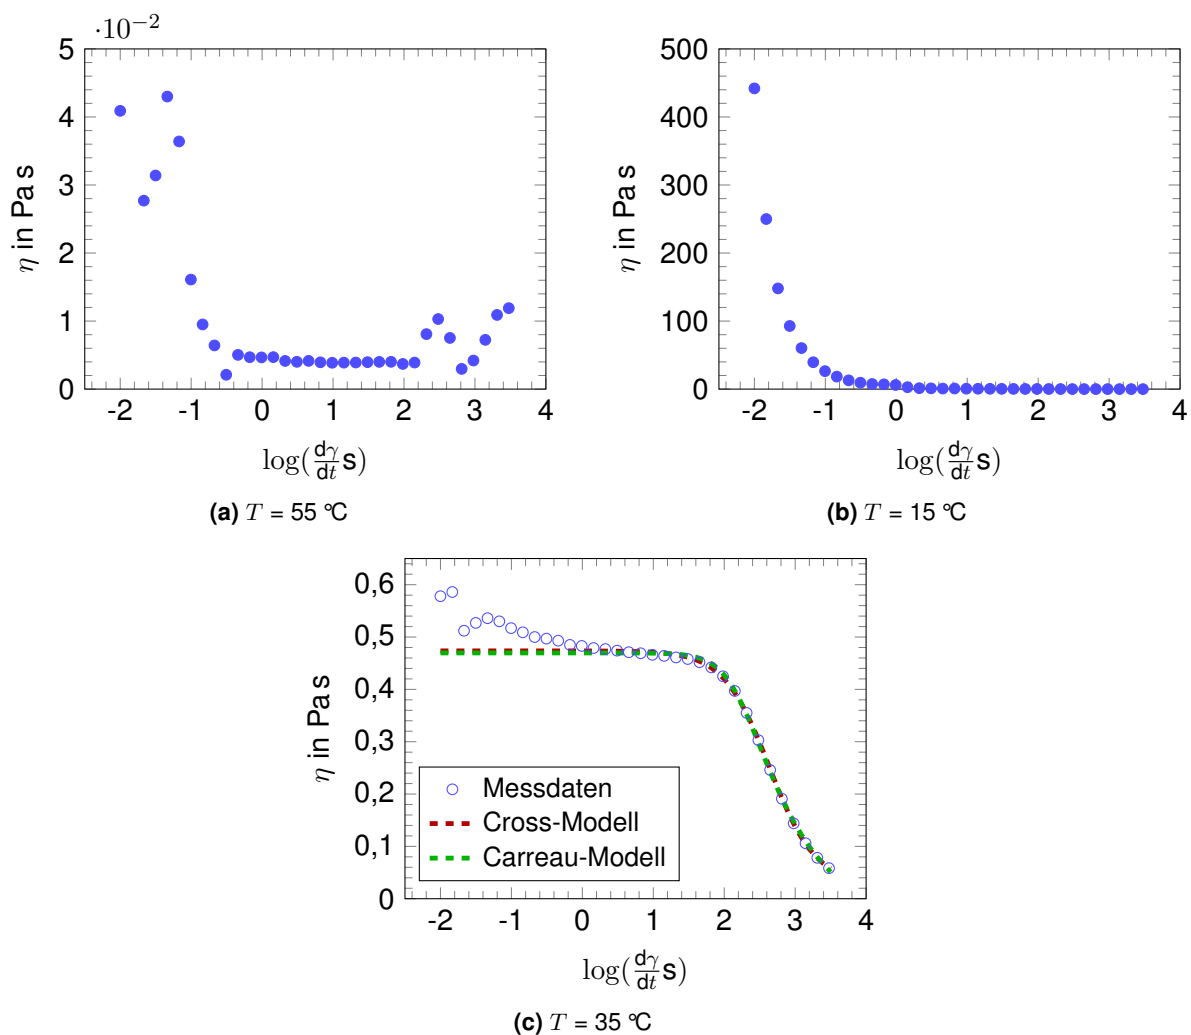 ·10⁻²
5
4
3
2
1
0
η in Pa s
-2 -1 0 1 2 3 4
log(dγ/dt s)
(a) T = 55 °C
500
400
300
200
100
0
η in Pa s
-2 -1 0 1 2 3 4
log(dγ/dt s)
(b) T = 15 °C
0,6
0,5
0,4
0,3
0,2
0,1
0
η in Pa s
Messdaten
Cross-Modell
Carreau-Modell
-2 -1 0 1 2 3 4
log(dγ/dt s)
(c) T = 35 °C